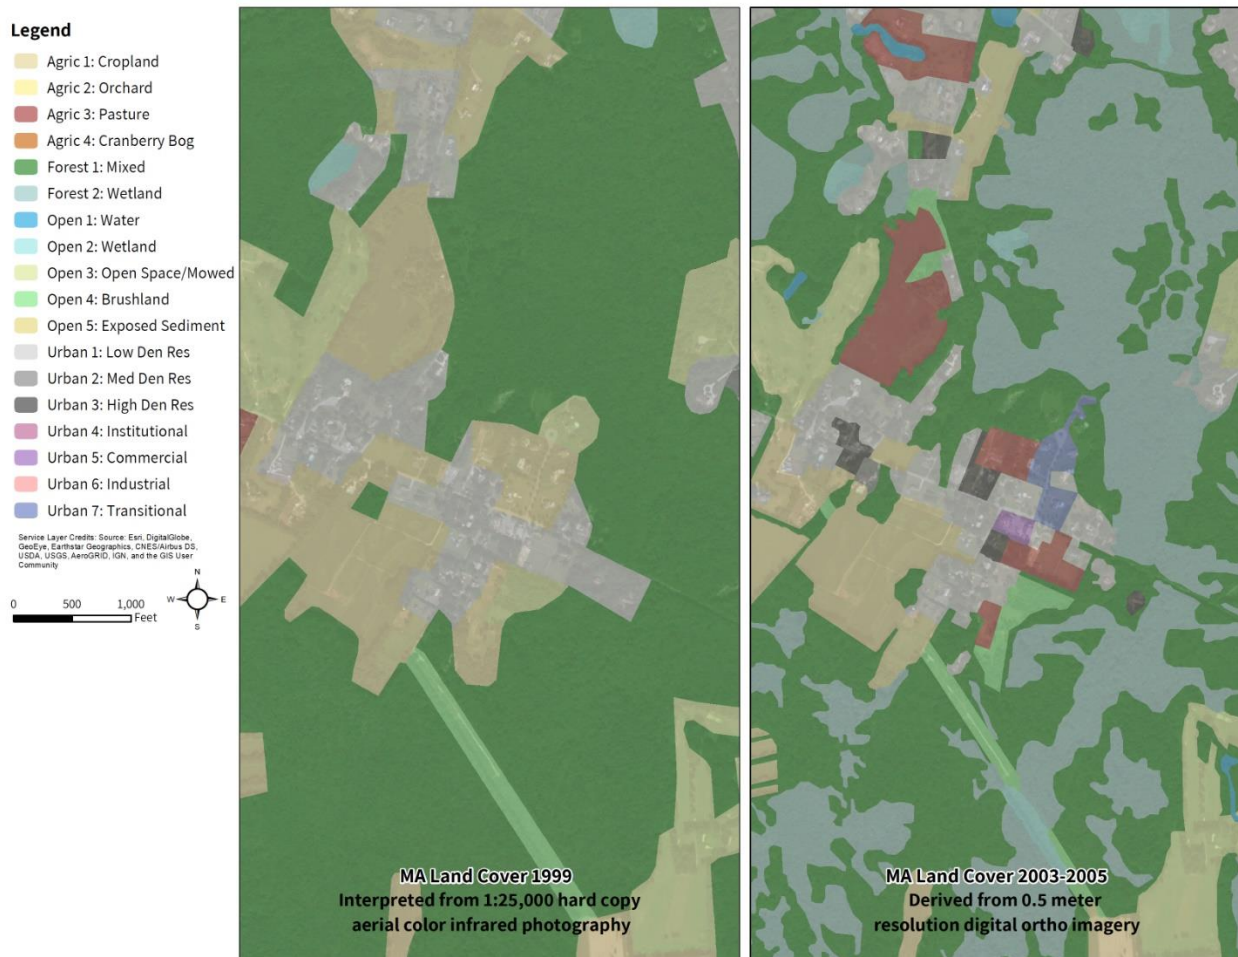 Legend
Agric 1: Cropland
Agric 2: Orchard
Agric 3: Pasture
Agric 4: Cranberry Bog
Forest 1: Mixed
Forest 2: Wetland
Open 1: Water
Open 2: Wetland
Open 3: Open Space/Mowed
Open 4: Brushland
Open 5: Exposed Sediment
Urban 1: Low Den Res
Urban 2: Med Den Res
Urban 3: High Den Res
Urban 4: Institutional
Urban 5: Commercial
Urban 6: Industrial
Urban 7: Transitional
Service Layer Credits: Source: Esri, DigitalGlobe,
GeoEye, Earthstar Geographics, CNES/Airbus DS,
USDA, USGS, AeroGRID, IGN, and the GIS User
Community
N
W E
S
0 500 1,000
Feet
MA Land Cover 1999
Interpreted from 1:25,000 hard copy
aerial color infrared photography
MA Land Cover 2003-2005
Derived from 0.5 meter
resolution digital ortho imagery